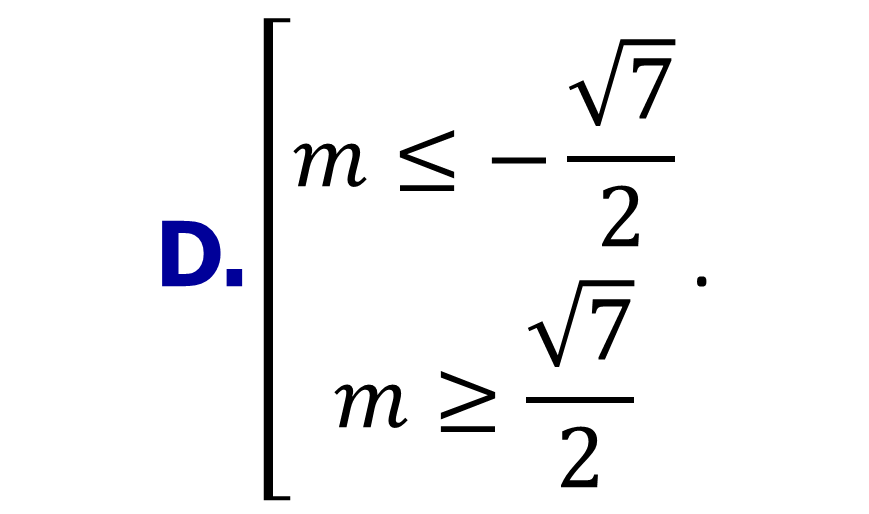 D. [ m ≤ −√7/2
m ≥ √7/2 .